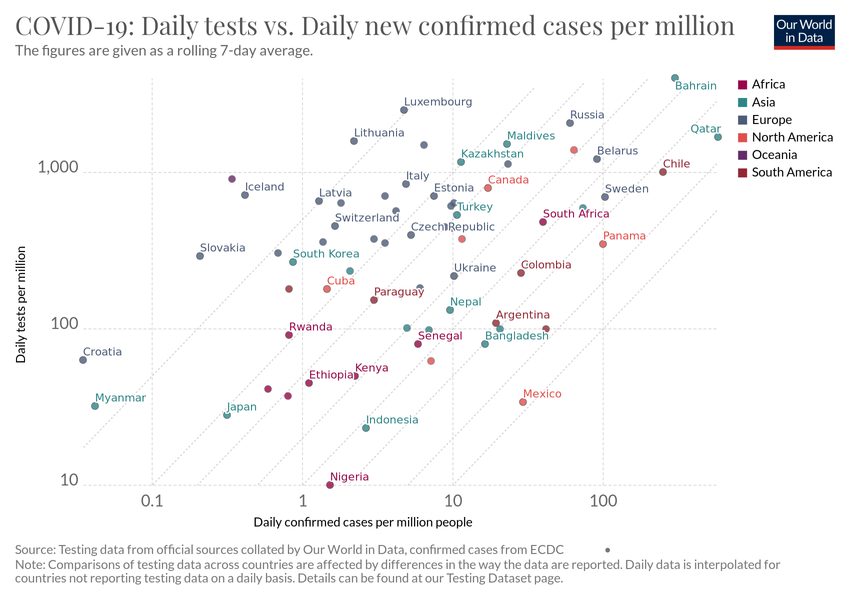 COVID-19: Daily tests vs. Daily new confirmed cases per million
The figures are given as a rolling 7-day average.
Our World
in Data
Bahrain
Africa
Asia
Europe
North America
Oceania
South America
Luxembourg
Russia
Qatar
Lithuania
Maldives
Kazakhstan
Belarus
Chile
1,000
Italy
Canada
Iceland
Latvia
Estonia
Sweden
Turkey
South Africa
Switzerland
Czech Republic
Panama
Slovakia
South Korea
Ukraine
Colombia
Cuba
Paraguay
Nepal
Argentina
100
Rwanda
Senegal
Bangladesh
Croatia
Kenya
Ethiopia
Myanmar
Japan
Mexico
Indonesia
Nigeria
10
Daily tests per million
0.1
1
10
100
Daily confirmed cases per million people
Source: Testing data from official sources collated by Our World in Data, confirmed cases from ECDC
Note: Comparisons of testing data across countries are affected by differences in the way the data are reported. Daily data is interpolated for
countries not reporting testing data on a daily basis. Details can be found at our Testing Dataset page.